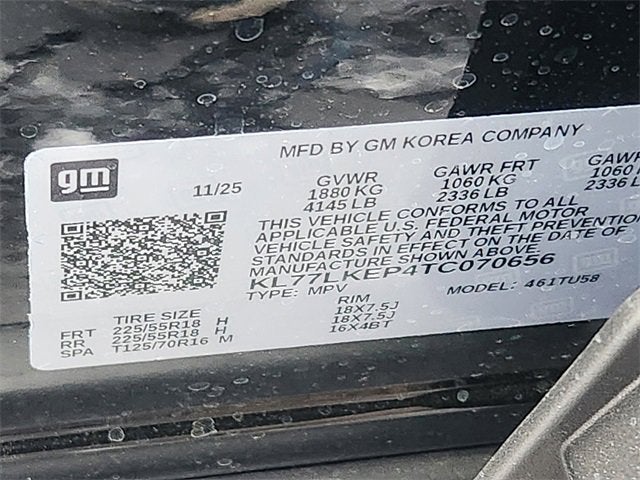 MFD BY GM KOREA COMPANY
gm
11/25 GVWR GAWR FRT GAWR
1880 KG 1060 KG 1060 K
4145 LB 2336 LB 2336 LB
THIS VEHICLE CONFORMS TO ALL
APPLICABLE U.S. FEDERAL MOTOR
VEHICLE SAFETY AND THEFT PREVENTION
STANDARDS IN EFFECT ON THE DATE OF
MANUFACTURE SHOWN ABOVE
KL77LKEP4TC070656
TYPE: MPV MODEL: 461TU58
TIRE SIZE RIM
FRT 225/55R18 H 18X7.5J
RR 225/55R18 H 18X7.5J
SPA T125/70R16 M 16X4BT